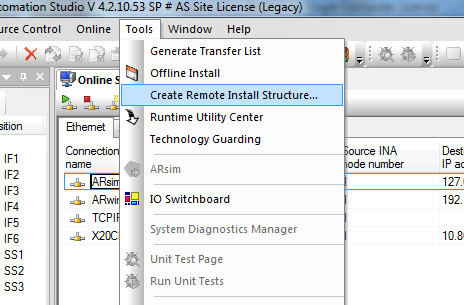 utomation Studio V 4.2.10.53 SP # AS Site License (Legacy)
urce Control Online Tools Window Help
Generate Transfer List
Online S
Offline Install
Create Remote Install Structure...
Runtime Utility Center
Ethernet
Technology Guarding
sition
Connection
name
Source INA
node number
Dest
IP ad
ARsim
IF1
ARsim
127.0
IF2
ARwin
IO Switchboard
192.
IF3
TCPIP
IF4
X20CP
System Diagnostics Manager
10.80
IF5
IF6
Unit Test Page
SS1
Run Unit Tests
SS2
SS3